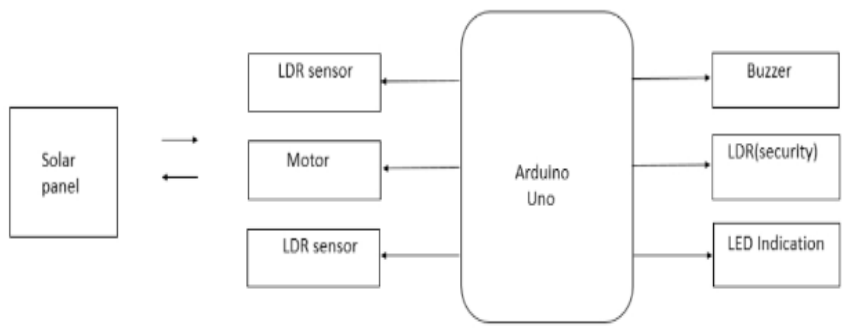 Solar
panel
LDR sensor
Motor
LDR sensor
Arduino
Uno
Buzzer
LDR(security)
LED Indication